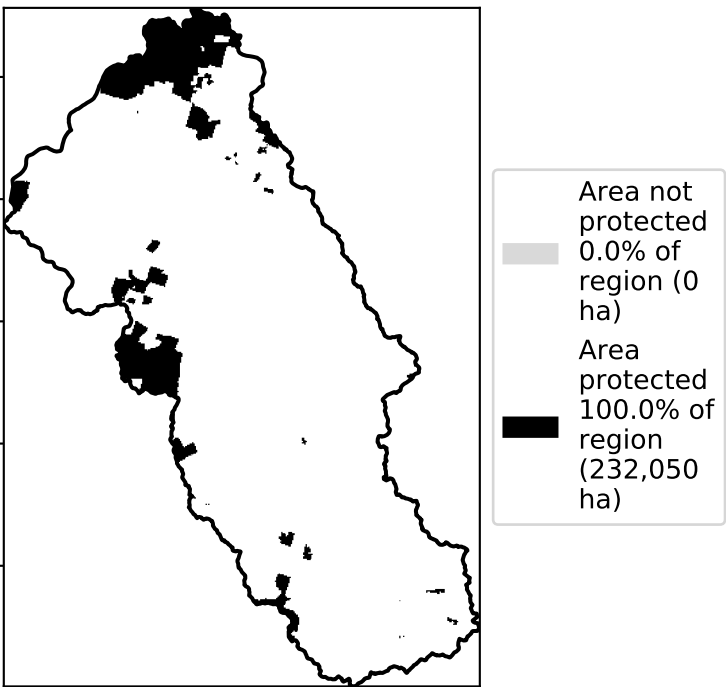 Area not
protected
0.0% of
region (0
ha)
Area
protected
100.0% of
region
(232,050
ha)